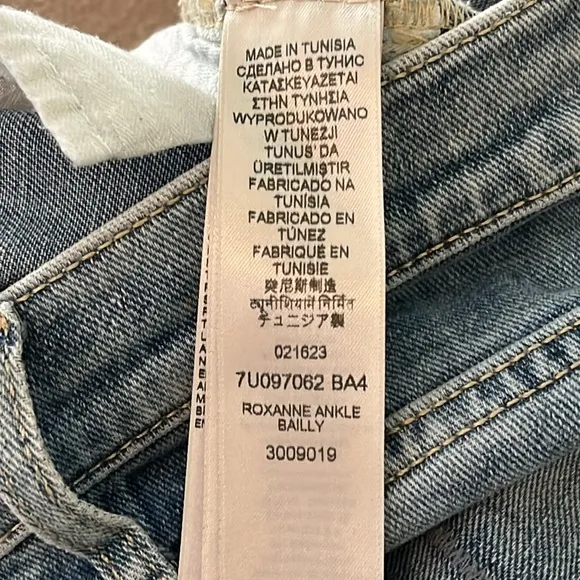 MADE IN TUNISIA
СДЕЛАНО В ТУНИС
ΚΑΤΑΣΚΕΥΑΖΕΤΑΙ
ΣΤΗΝ ΤΥΝΗΣΙΑ
WYPRODUKOWANO
W TUNEZJI
TUNUS'DA
ÜRETILMISTIR
FABRICADO NA
TUNÍSIA
FABRICADO EN
TÚNEZ
FABRIQUÉ EN
TUNISIE
突尼斯制造
ट्यूनीशिया में निर्मित
チュニジア製
021623
7U097062 BA4
ROXANNE ANKLE
BAILLY
3009019